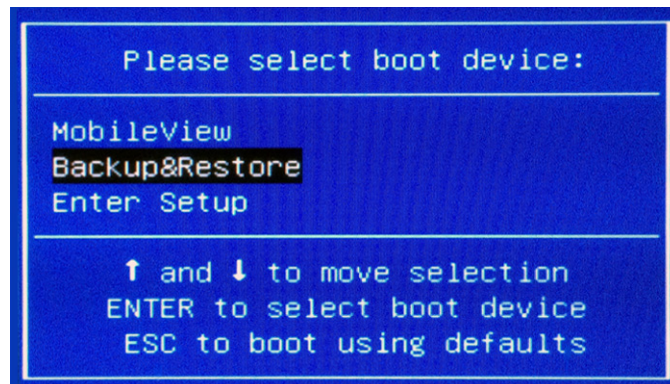 Please select boot device:
MobileView
Backup&Restore
Enter Setup
↑ and ↓ to move selection
ENTER to select boot device
ESC to boot using defaults